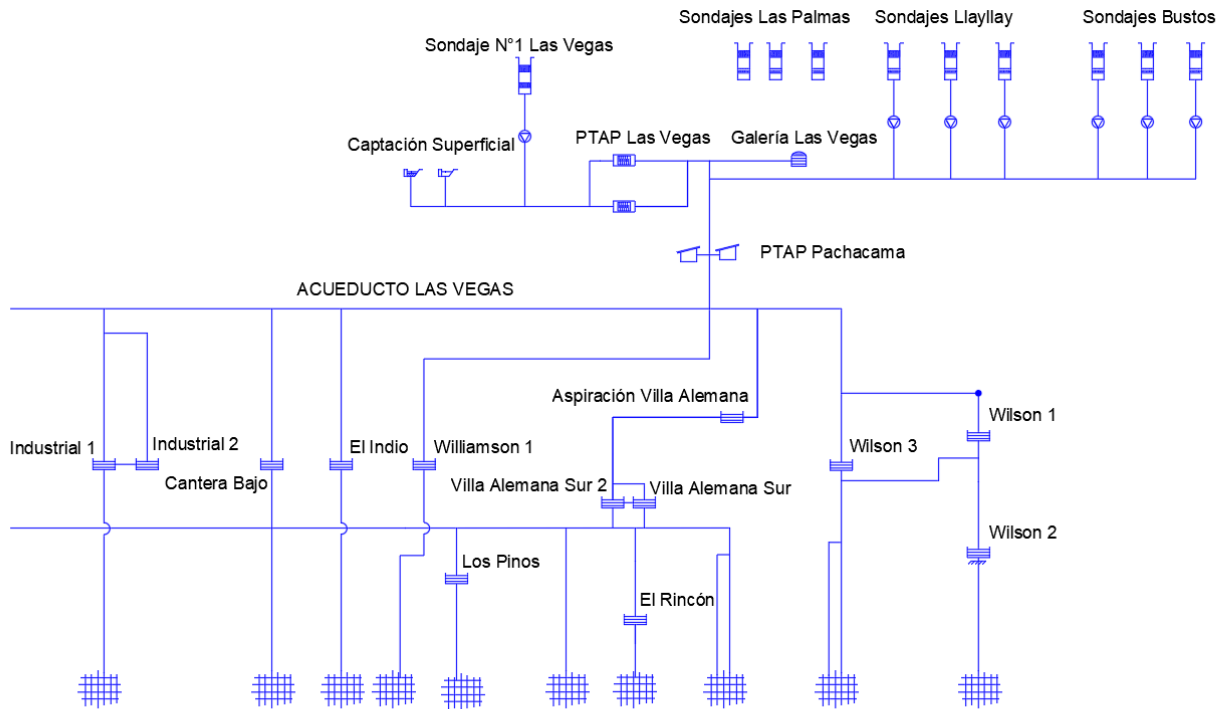 Sondajes Las Palmas
Sondajes Llayllay
Sondajes Bustos
Sondaje N°1 Las Vegas
Captación Superficial
PTAP Las Vegas
Galería Las Vegas
PTAP Pachacama
ACUEDUCTO LAS VEGAS
Aspiración Villa Alemana
Industrial 1
Industrial 2
Cantera Bajo
El Indio
Williamson 1
Wilson 1
Wilson 3
Villa Alemana Sur 2
Villa Alemana Sur
Wilson 2
Los Pinos
El Rincón